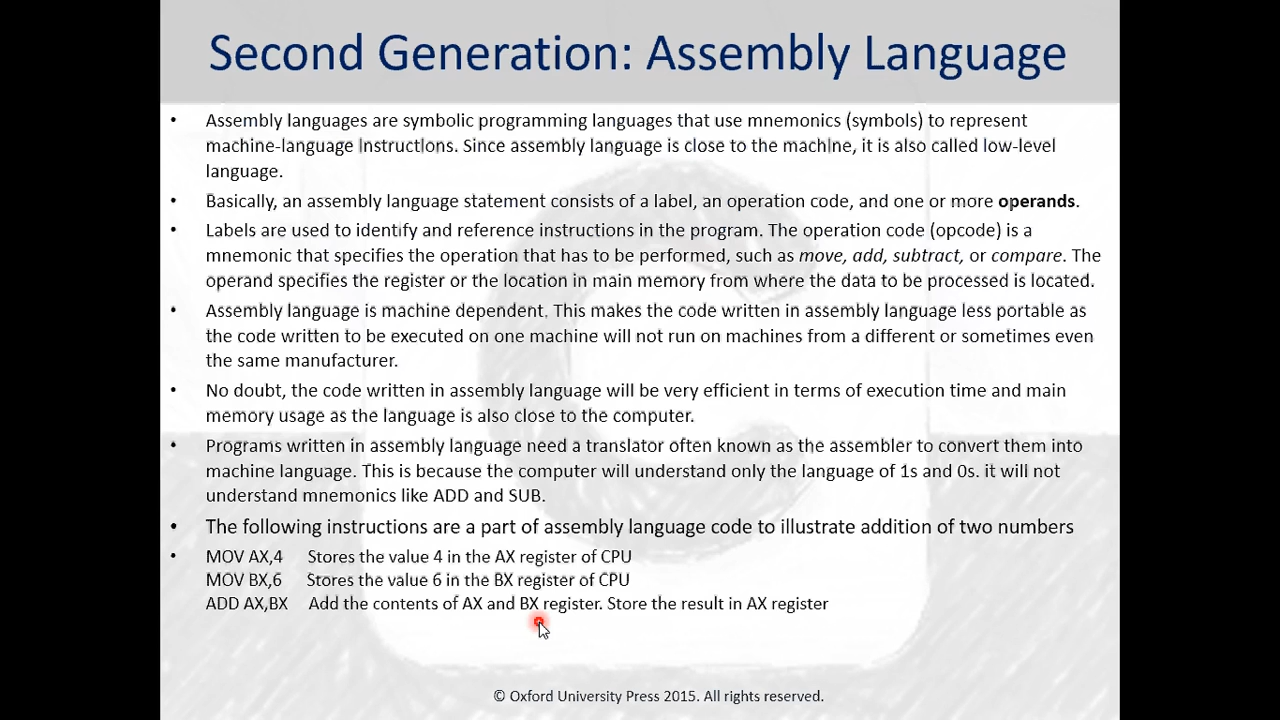 Second Generation: Assembly Language
• Assembly languages are symbolic programming languages that use mnemonics (symbols) to represent
machine-language instructions. Since assembly language is close to the machine, it is also called low-level
language.
• Basically, an assembly language statement consists of a label, an operation code, and one or more operands.
• Labels are used to identify and reference instructions in the program. The operation code (opcode) is a
mnemonic that specifies the operation that has to be performed, such as move, add, subtract, or compare. The
operand specifies the register or the location in main memory from where the data to be processed is located.
• Assembly language is machine dependent. This makes the code written in assembly language less portable as
the code written to be executed on one machine will not run on machines from a different or sometimes even
the same manufacturer.
• No doubt, the code written in assembly language will be very efficient in terms of execution time and main
memory usage as the language is also close to the computer.
• Programs written in assembly language need a translator often known as the assembler to convert them into
machine language. This is because the computer will understand only the language of 1s and 0s. it will not
understand mnemonics like ADD and SUB.
• The following instructions are a part of assembly language code to illustrate addition of two numbers
• MOV AX,4 Stores the value 4 in the AX register of CPU
MOV BX,6 Stores the value 6 in the BX register of CPU
ADD AX,BX Add the contents of AX and BX register. Store the result in AX register
© Oxford University Press 2015. All rights reserved.